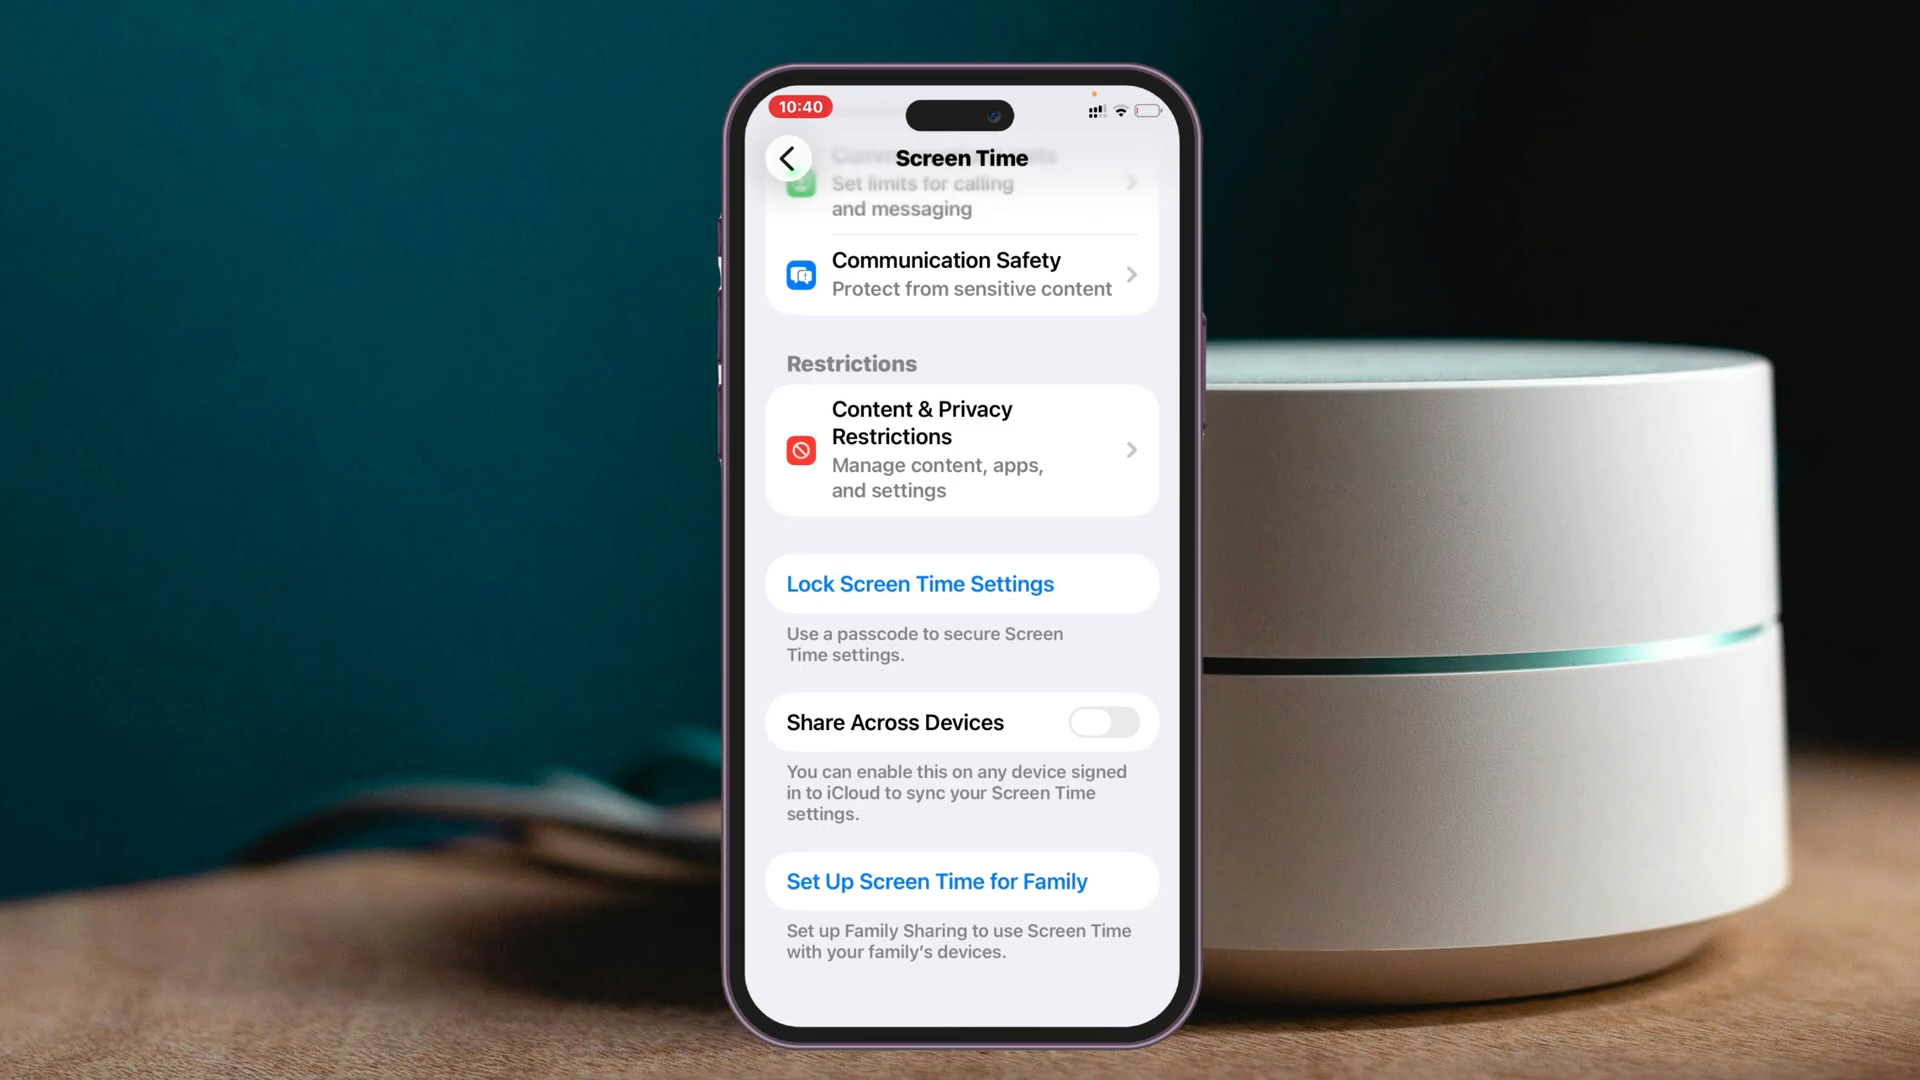 10:40
Screen Time
Set limits for calling
and messaging
Communication Safety
Protect from sensitive content
Restrictions
Content & Privacy
Restrictions
Manage content, apps,
and settings
Lock Screen Time Settings
Use a passcode to secure Screen
Time settings.
Share Across Devices
You can enable this on any device signed
in to iCloud to sync your Screen Time
settings.
Set Up Screen Time for Family
Set up Family Sharing to use Screen Time
with your family's devices.